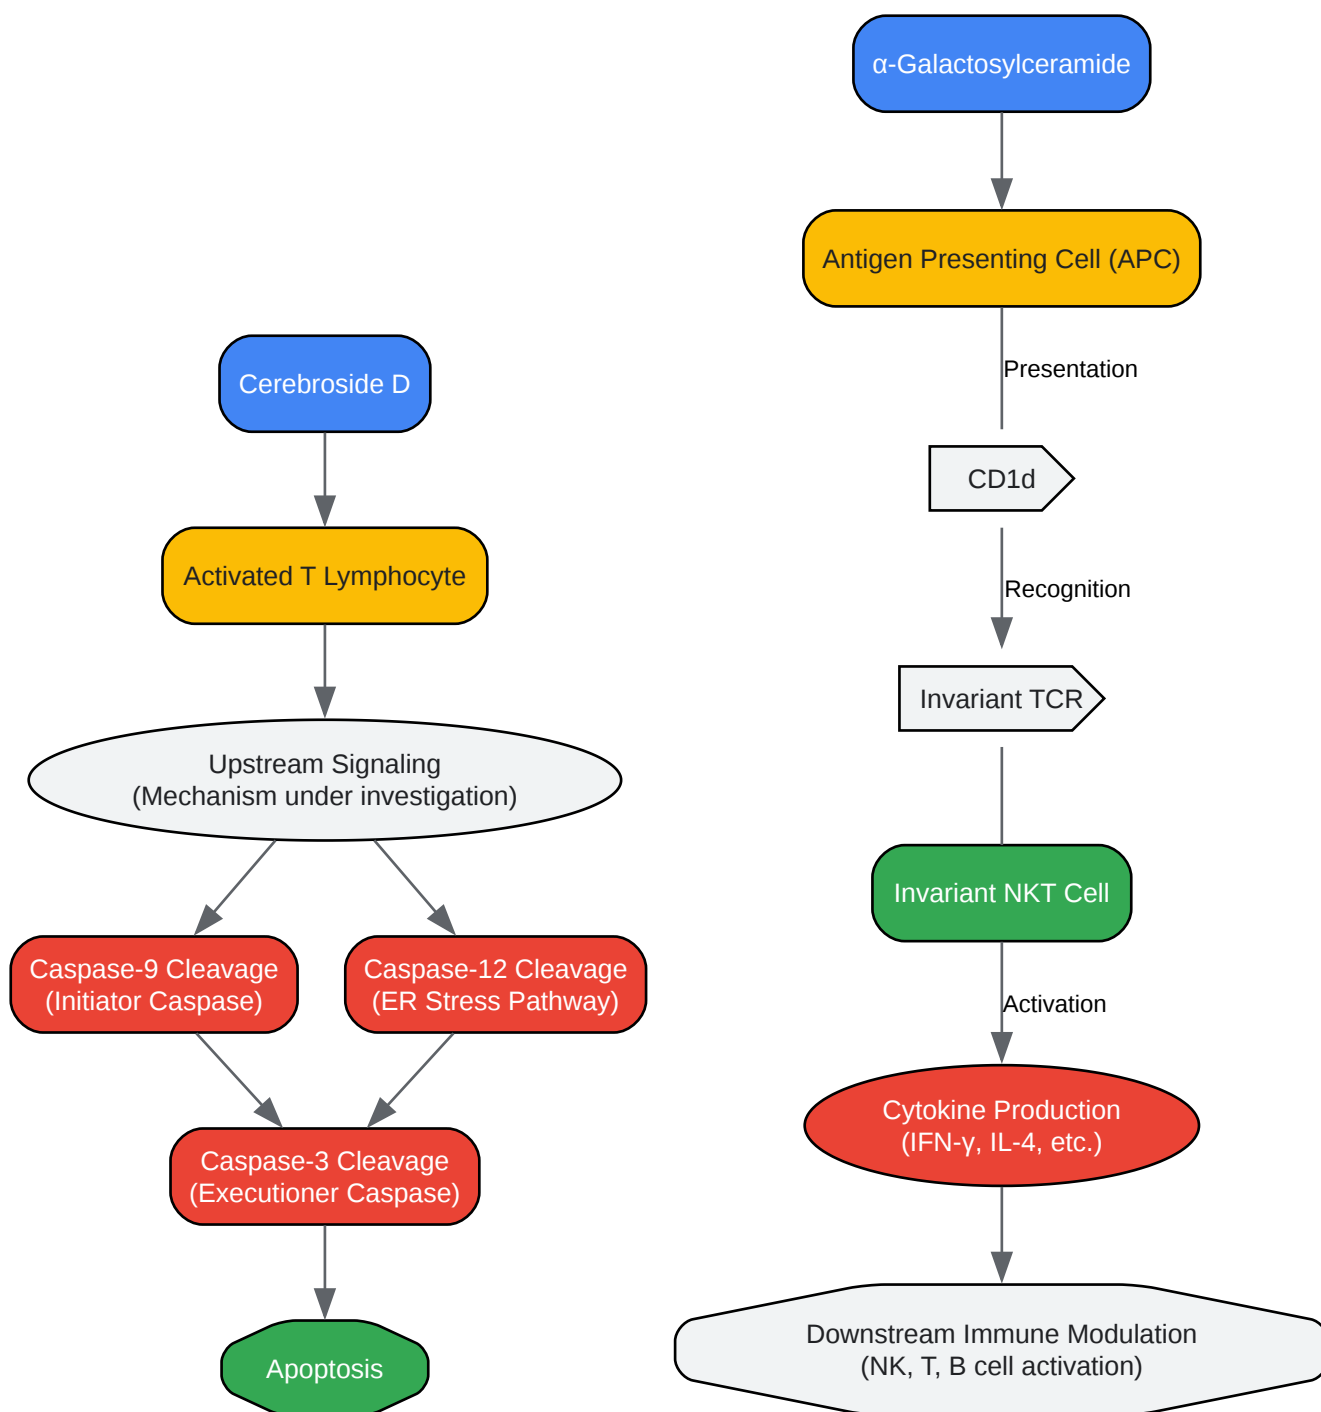 Cerebroside D
Activated T Lymphocyte
Upstream Signaling
(Mechanism under investigation)
Caspase-9 Cleavage
(Initiator Caspase)
Caspase-12 Cleavage
(ER Stress Pathway)
Caspase-3 Cleavage
(Executioner Caspase)
Apoptosis
α-Galactosylceramide
Antigen Presenting Cell (APC)
Presentation
CD1d
Recognition
Invariant TCR
Invariant NKT Cell
Activation
Cytokine Production
(IFN-γ, IL-4, etc.)
Downstream Immune Modulation
(NK, T, B cell activation)